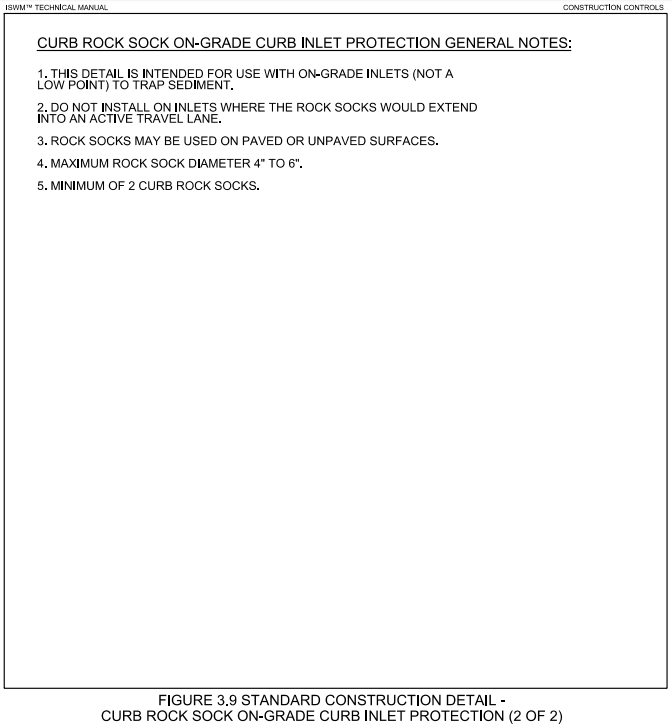 ISWM™ TECHNICAL MANUAL
CONSTRUCTION CONTROLS
CURB ROCK SOCK ON-GRADE CURB INLET PROTECTION GENERAL NOTES:
1. THIS DETAIL IS INTENDED FOR USE WITH ON-GRADE INLETS (NOT A
LOW POINT) TO TRAP SEDIMENT.
2. DO NOT INSTALL ON INLETS WHERE THE ROCK SOCKS WOULD EXTEND
INTO AN ACTIVE TRAVEL LANE.
3. ROCK SOCKS MAY BE USED ON PAVED OR UNPAVED SURFACES.
4. MAXIMUM ROCK SOCK DIAMETER 4" TO 6".
5. MINIMUM OF 2 CURB ROCK SOCKS.
FIGURE 3.9 STANDARD CONSTRUCTION DETAIL -
CURB ROCK SOCK ON-GRADE CURB INLET PROTECTION (2 OF 2)